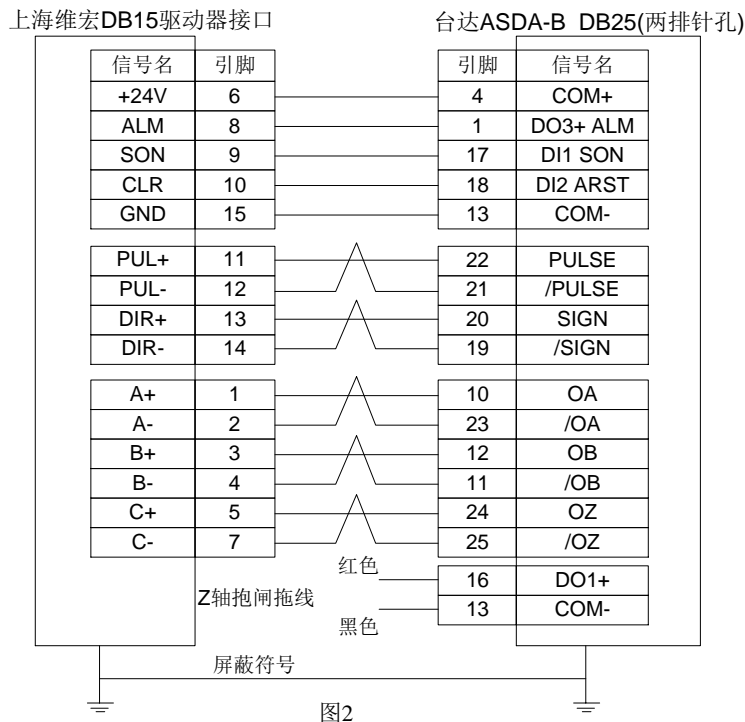 上海维宏DB15驱动器接口 台达ASDA-B DB25(两排针孔)
信号名 引脚 引脚 信号名
+24V 6 4 COM+
ALM 8 1 DO3+ ALM
SON 9 17 DI1 SON
CLR 10 18 DI2 ARST
GND 15 13 COM-
PUL+ 11 22 PULSE
PUL- 12 21 /PULSE
DIR+ 13 20 SIGN
DIR- 14 19 /SIGN
A+ 1 10 OA
A- 2 23 /OA
B+ 3 12 OB
B- 4 11 /OB
C+ 5 24 OZ
C- 7 25 /OZ
红色 16 DO1+
Z轴抱闸拖线
黑色 13 COM-
屏蔽符号
图2